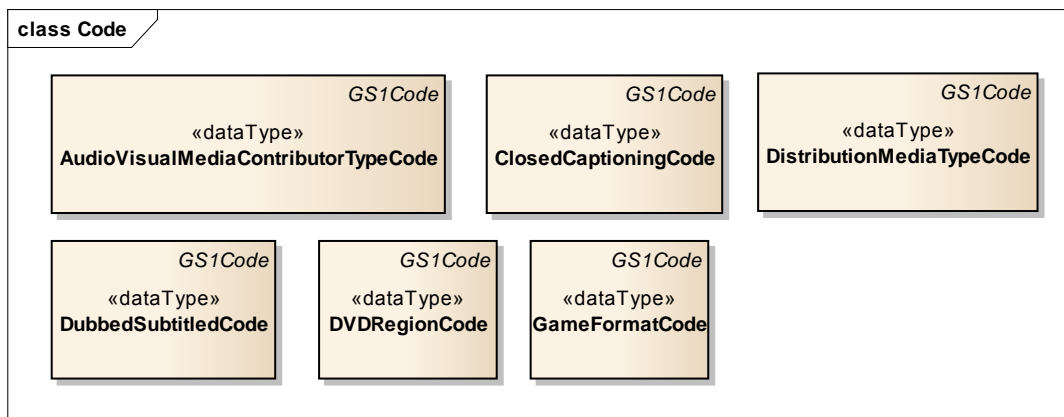 class Code
GS1Code
«dataType»
AudioVisualMediaContributorTypeCode
GS1Code
«dataType»
ClosedCaptioningCode
GS1Code
«dataType»
DistributionMediaTypeCode
GS1Code
«dataType»
DubbedSubtitledCode
GS1Code
«dataType»
DVDRegionCode
GS1Code
«dataType»
GameFormatCode